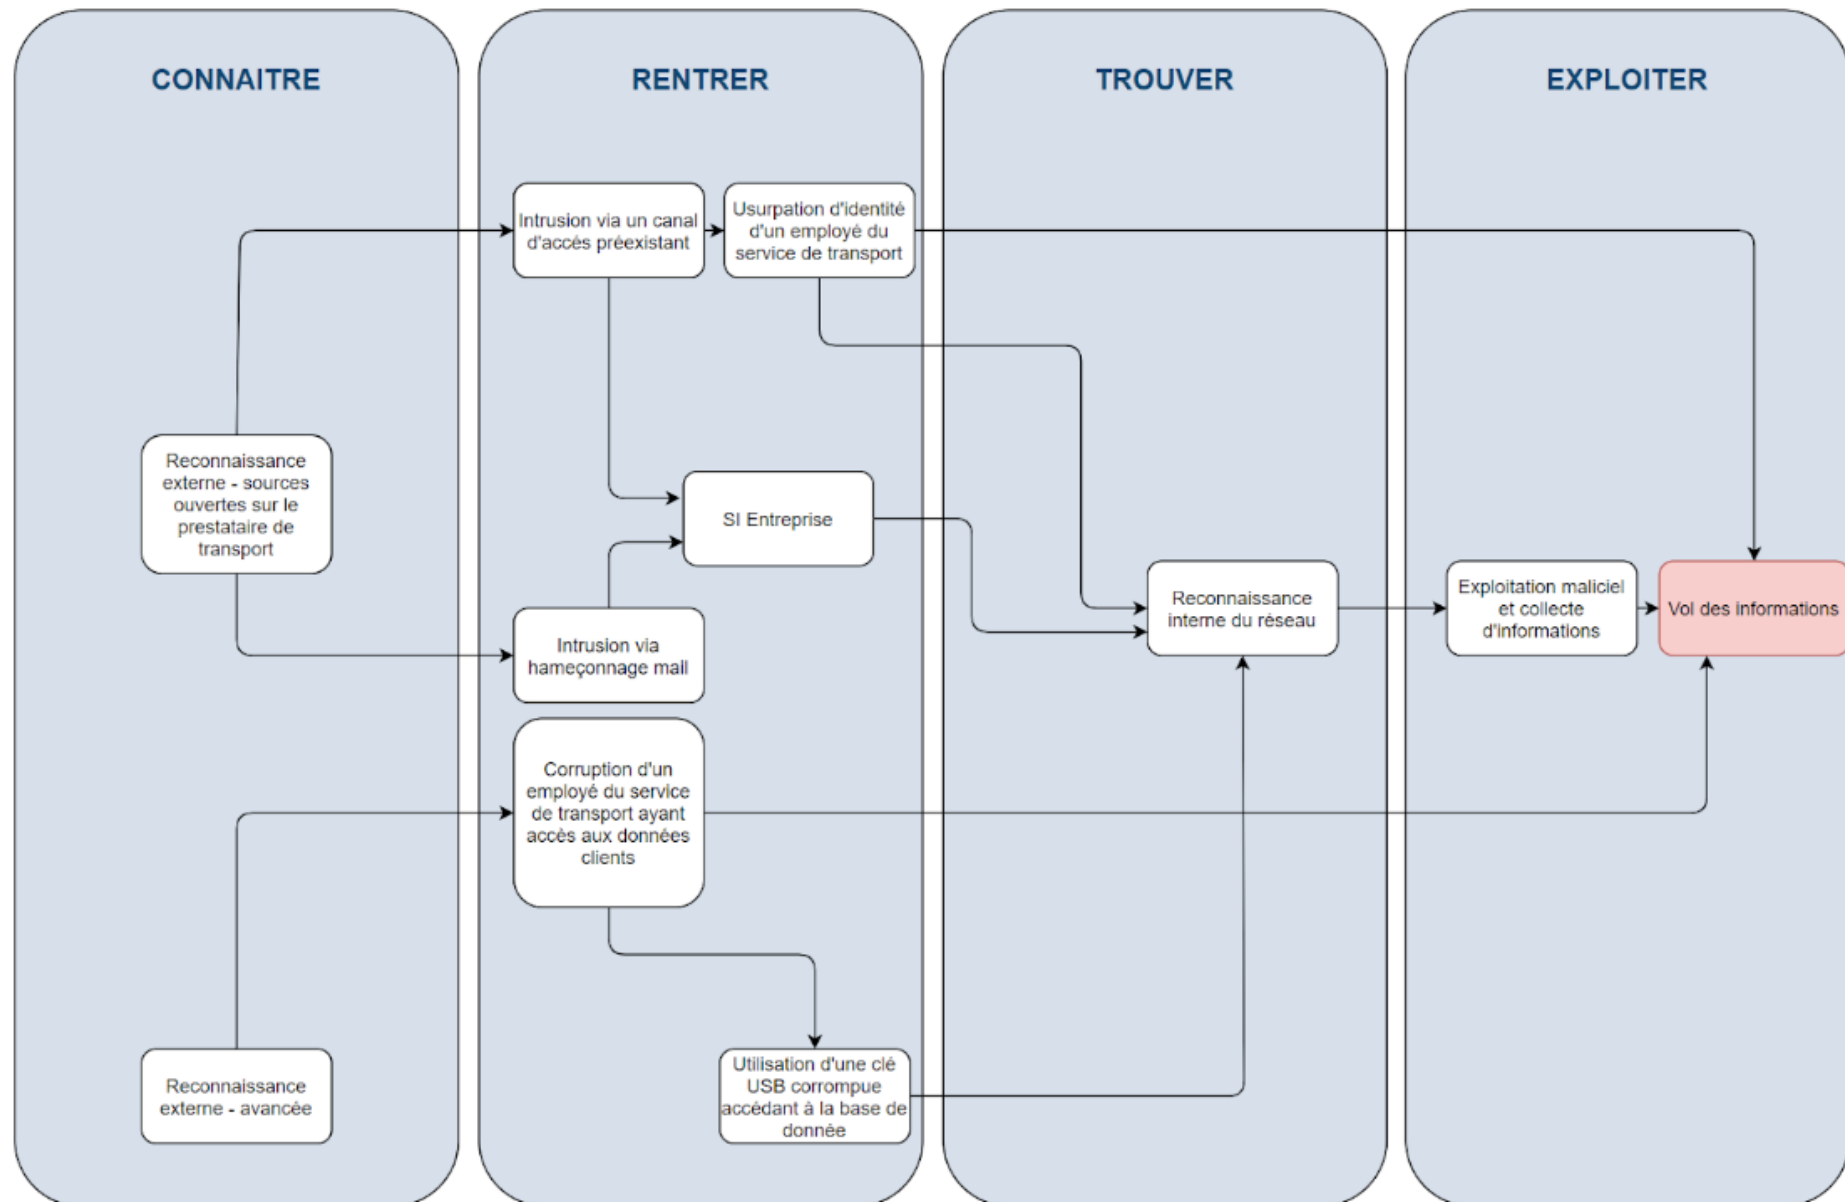 CONNAITRE
RENTRER
TROUVER
EXPLOITER
Intrusion via un canal
d'accès préexistant
Usurpation d'identité
d'un employé du
service de transport
Reconnaissance
externe - sources
ouvertes sur le
prestataire de
transport
SI Entreprise
Intrusion via
hameçonnage mail
Reconnaissance
interne du réseau
Exploitation maliciel
et collecte
d'informations
Vol des informations
Corruption d'un
employé du service
de transport ayant
accès aux données
clients
Reconnaissance
externe - avancée
Utilisation d'une clé
USB corrompue
accédant à la base de
donnée